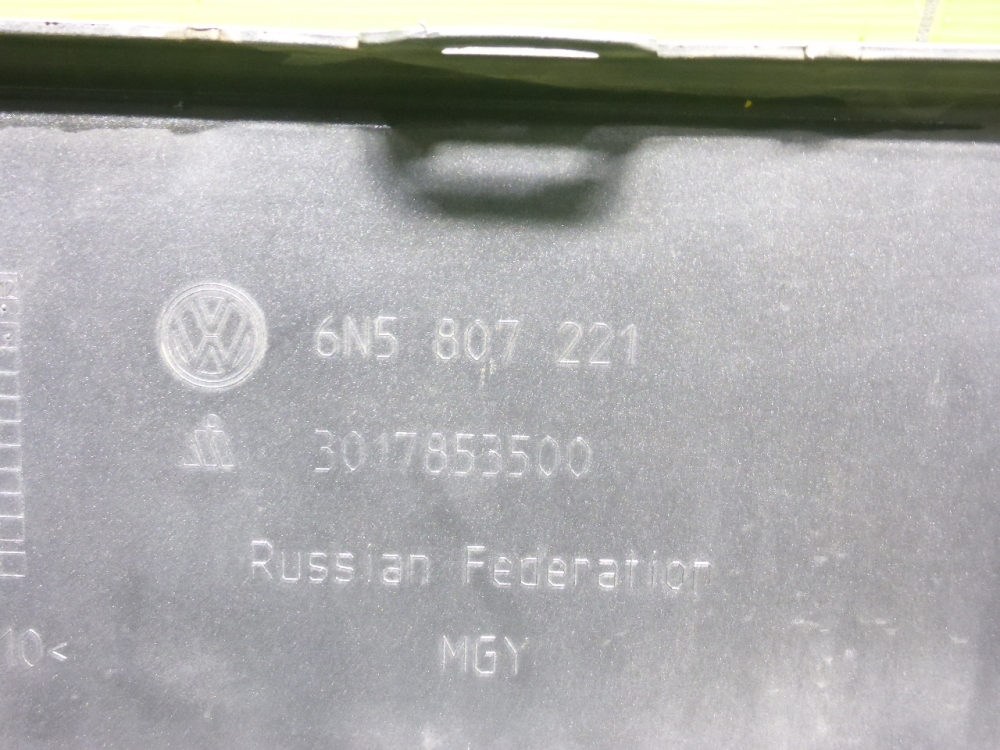 6N5 807 221
3017853500
Russian Federation
10<
MGY